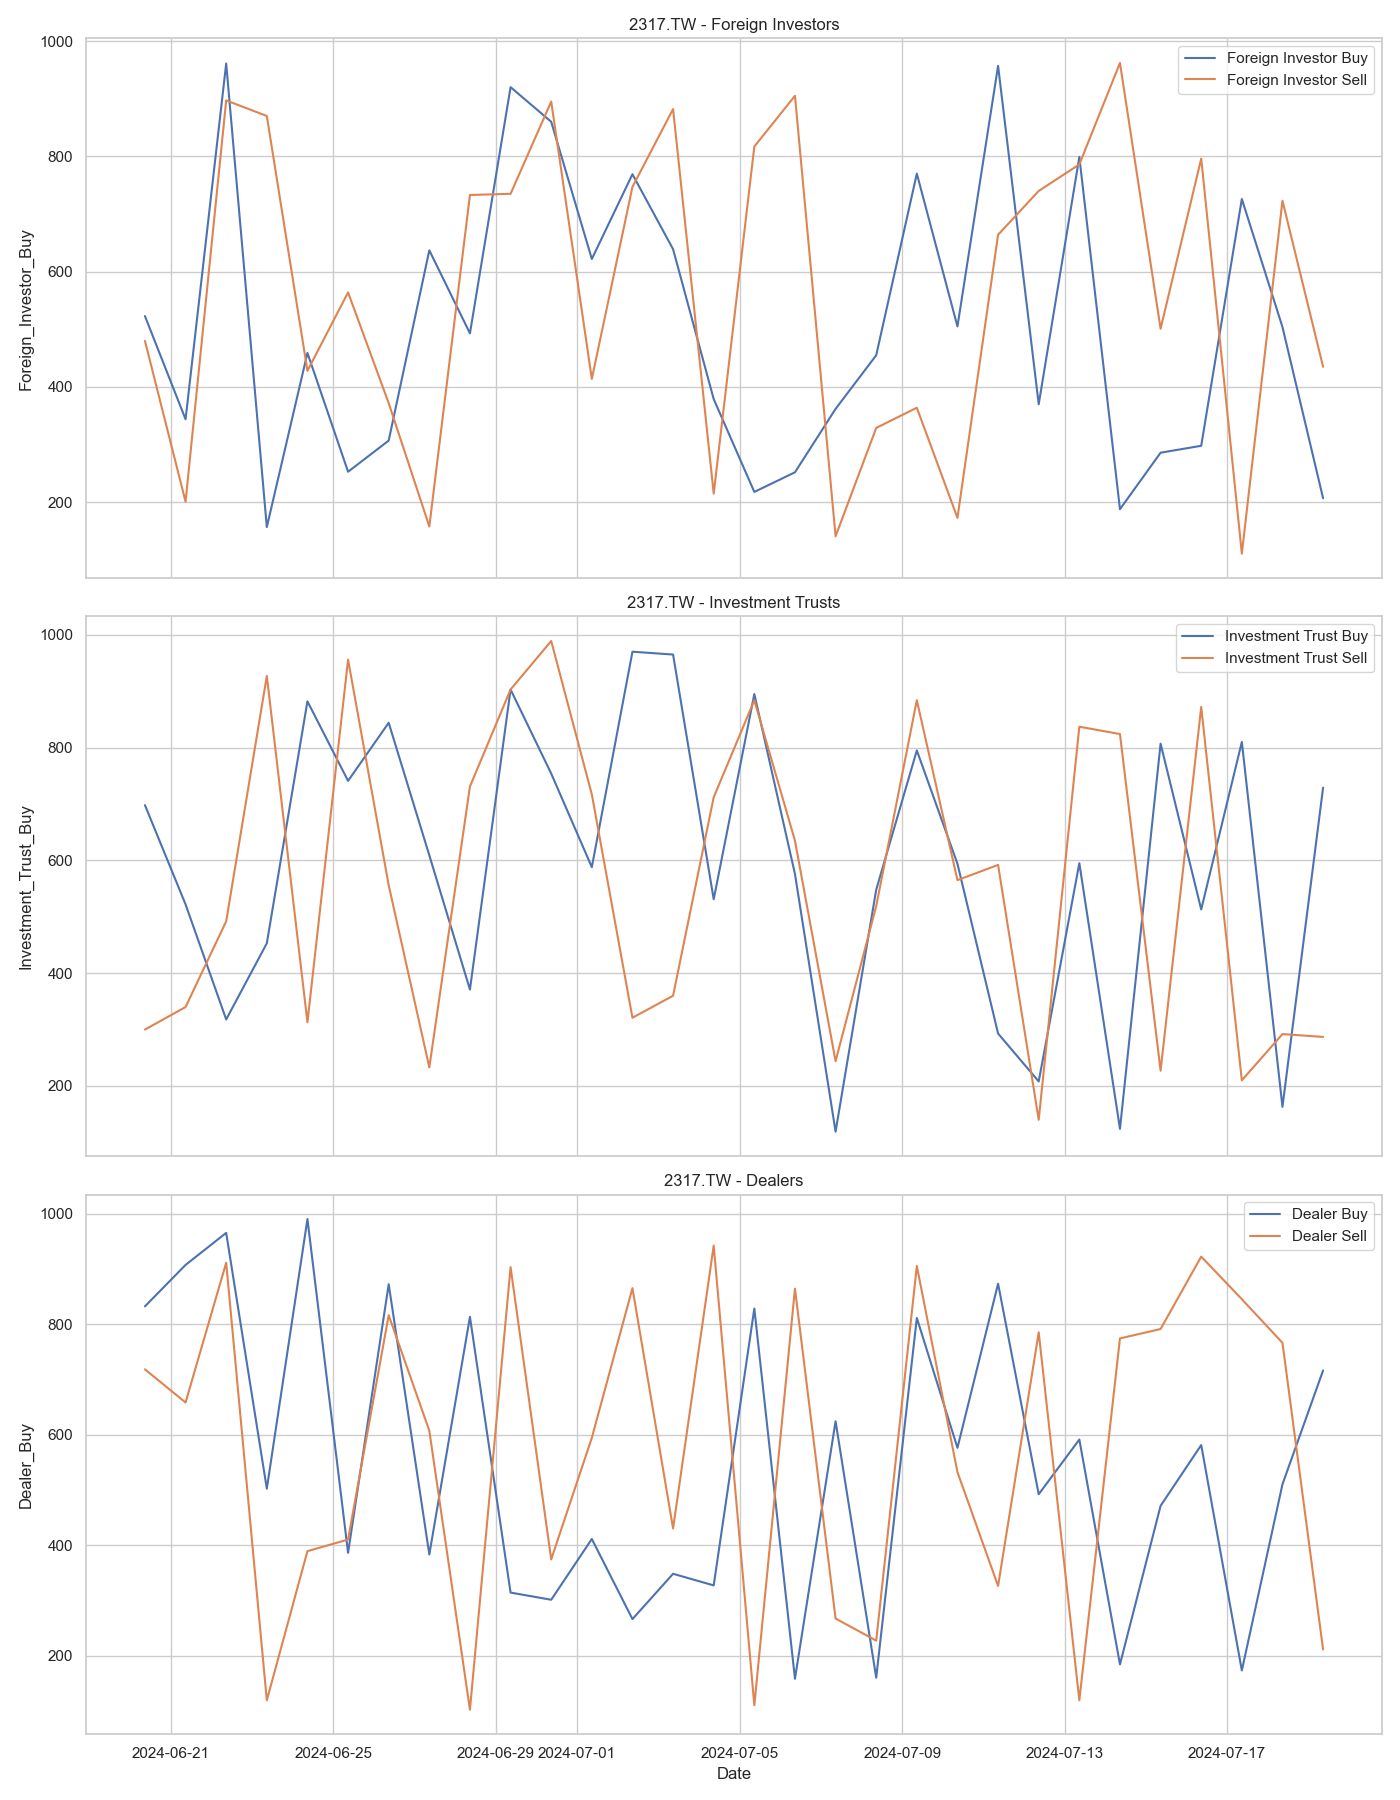 2317.TW - Foreign Investors
Foreign Investor Buy
Foreign Investor Sell
Foreign_Investor_Buy
1000
800
600
400
200
2317.TW - Investment Trusts
Investment Trust Buy
Investment Trust Sell
Investment_Trust_Buy
1000
800
600
400
200
2317.TW - Dealers
Dealer Buy
Dealer Sell
Dealer_Buy
1000
800
600
400
200
2024-06-21 2024-06-25 2024-06-29 2024-07-01 2024-07-05 2024-07-09 2024-07-13 2024-07-17
Date